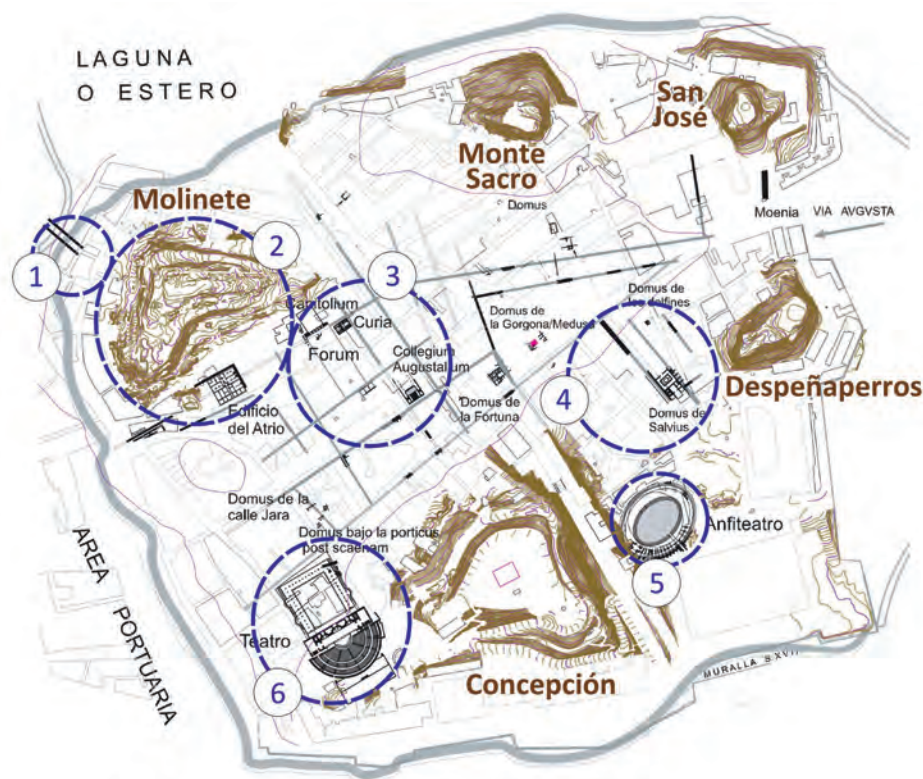 LAGUNA
O ESTERO
San
José
Monte
Sacro
Molinete
Domus
Moenia VIA AVGVSTA
1
2
3
Capitolium
Curia
Forum
Domus de
la Gorgona/Medusa
Domus de
los delfines
Collegium
Augustalium
Despeñaperros
4
Domus de
la Fortuna
Domus de
Salvius
Edificio
del Atrio
Domus de la
calle Jara
Anfiteatro
Domus bajo la porticus
post scaenam
AREA
PORTUARIA
5
Teatro
6
Concepción
MURALLA S.XVII